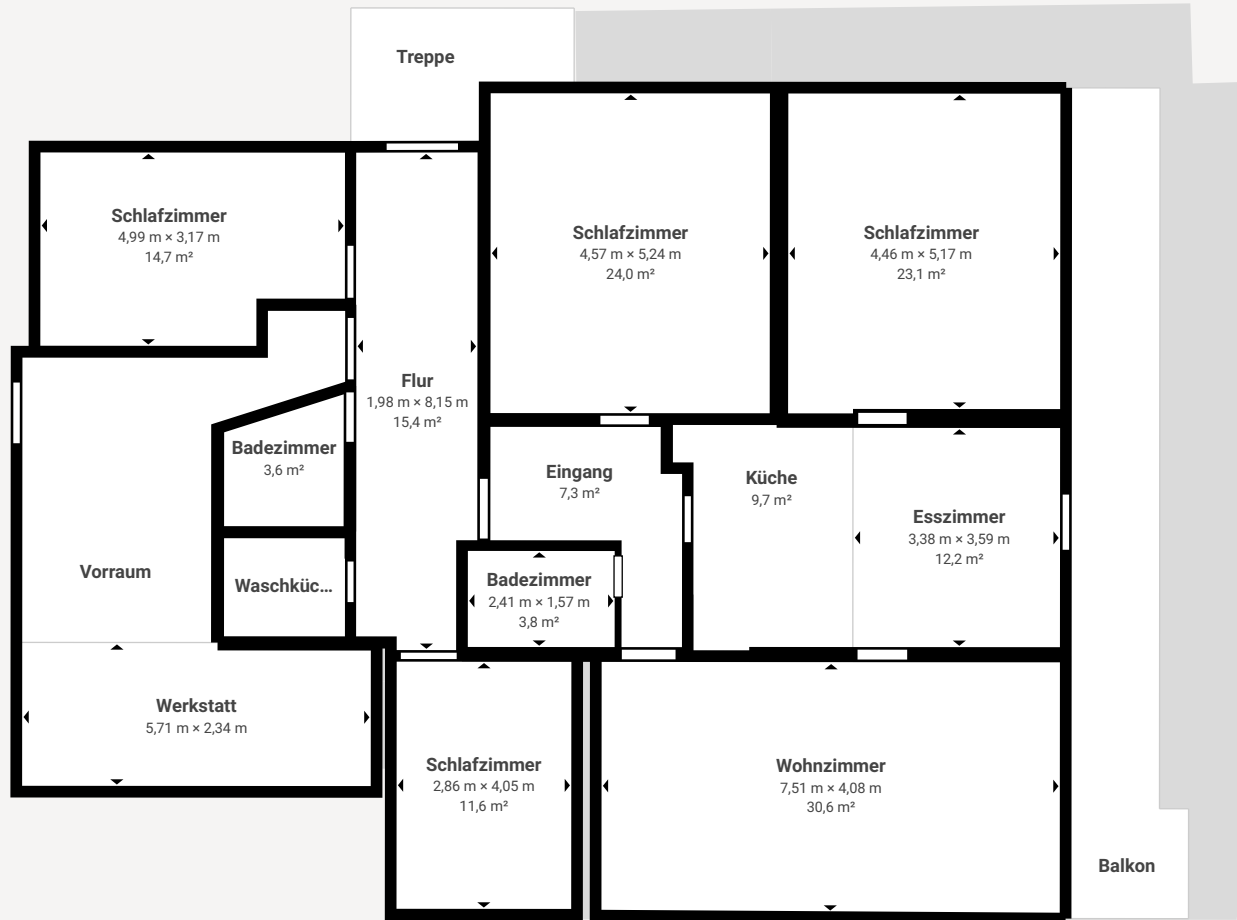 Treppe
Schlafzimmer
4,99 m × 3,17 m
14,7 m²
Schlafzimmer
4,57 m × 5,24 m
24,0 m²
Schlafzimmer
4,46 m × 5,17 m
23,1 m²
Flur
1,98 m × 8,15 m
15,4 m²
Badezimmer
3,6 m²
Eingang
7,3 m²
Küche
9,7 m²
Esszimmer
3,38 m × 3,59 m
12,2 m²
Vorraum
Waschküc...
Badezimmer
2,41 m × 1,57 m
3,8 m²
Werkstatt
5,71 m × 2,34 m
Schlafzimmer
2,86 m × 4,05 m
11,6 m²
Wohnzimmer
7,51 m × 4,08 m
30,6 m²
Balkon